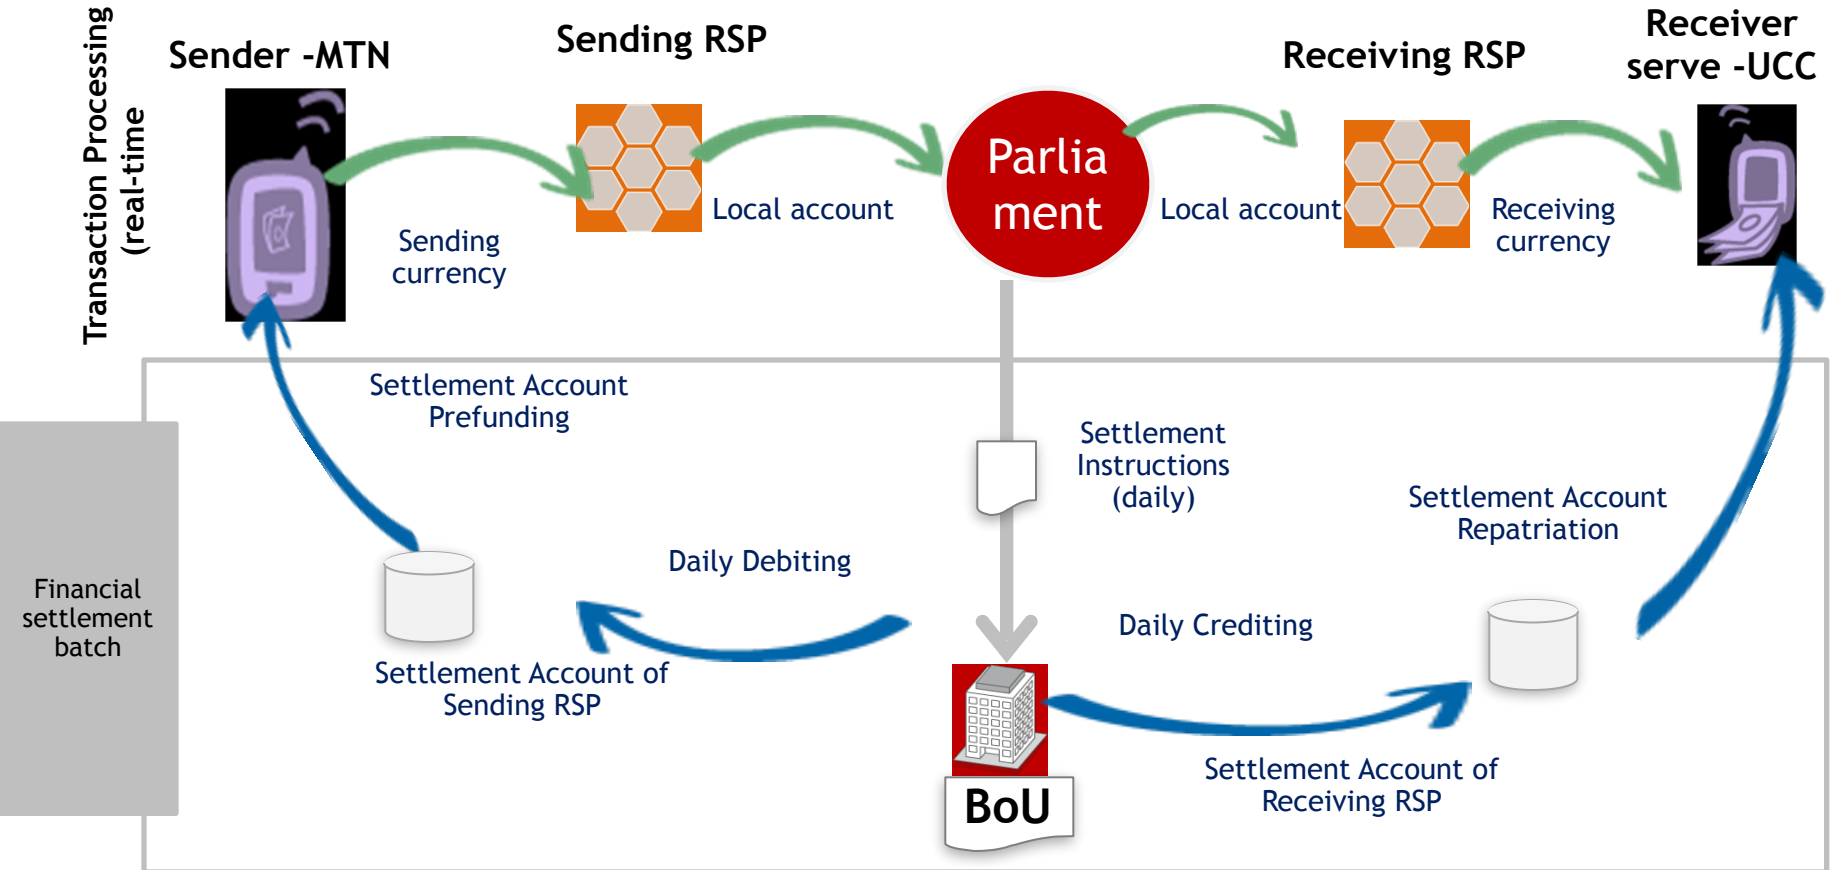 Transaction Processing
(real-time
Sender -MTN
Sending RSP
Receiving RSP
Receiver
serve -UCC
Parlia
ment
Sending
currency
Local account
Local account
Receiving
currency
Settlement Account
Prefunding
Settlement
Instructions
(daily)
Settlement Account
Repatriation
Financial
settlement
batch
Daily Debiting
Daily Crediting
Settlement Account of
Sending RSP
BoU
Settlement Account of
Receiving RSP